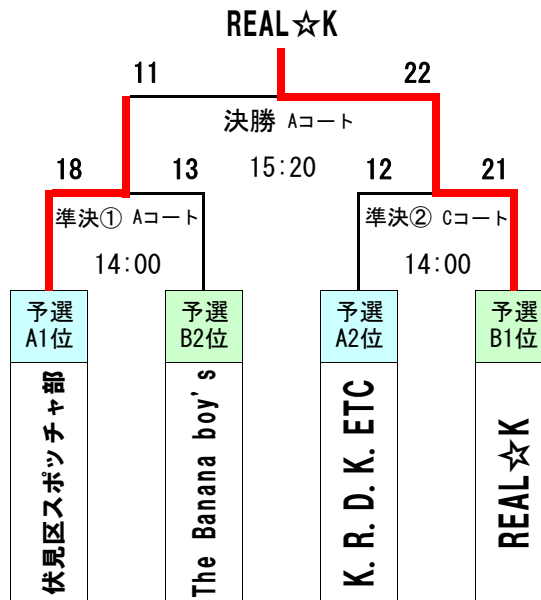 REAL☆K
11
22
決勝 Aコート
15:20
18
13
12
21
準決① Aコート
準決② Cコート
14:00
14:00
予選
A1位
予選
B2位
予選
A2位
予選
B1位
伏見区スポッチャ部
The Banana boy's
K.R.D.K.ETC
REAL☆K